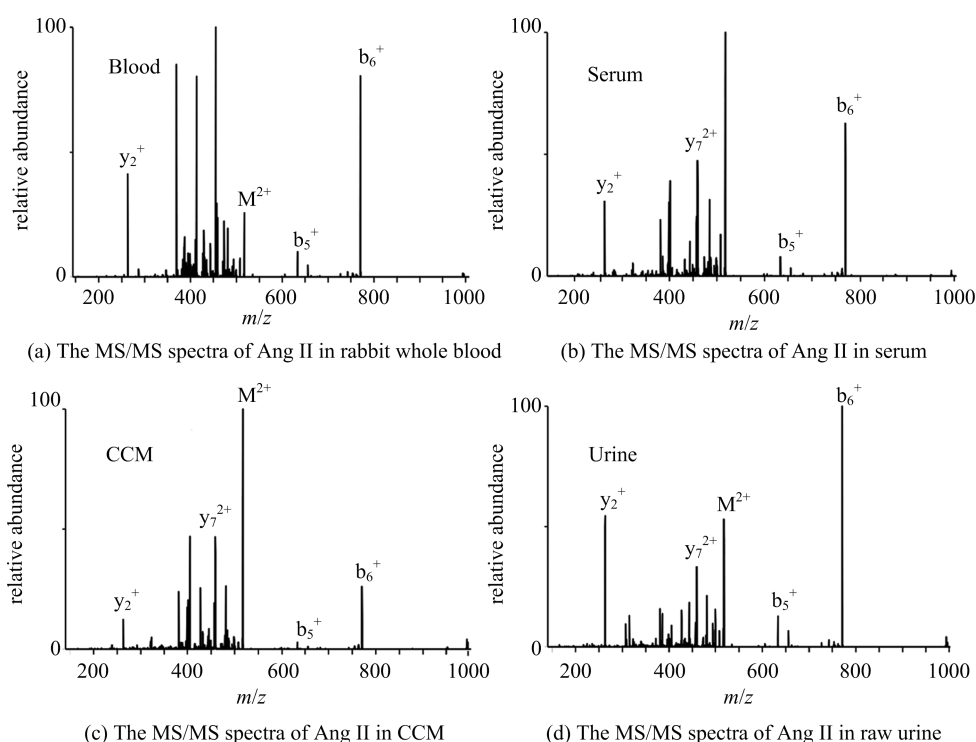 100
Blood
b₆⁺
y₂⁺
M²⁺
b₅⁺
0
200 400 600 800 1000
m/z
relative abundance
(a) The MS/MS spectra of Ang II in rabbit whole blood
100
Serum
b₆⁺
y₇²⁺
y₂⁺
b₅⁺
0
200 400 600 800 1000
m/z
relative abundance
(b) The MS/MS spectra of Ang II in serum
100
M²⁺
CCM
y₇²⁺
b₆⁺
y₂⁺
b₅⁺
0
200 400 600 800 1000
m/z
relative abundance
(c) The MS/MS spectra of Ang II in CCM
100
b₆⁺
Urine
y₂⁺
M²⁺
y₇²⁺
b₅⁺
0
200 400 600 800 1000
m/z
relative abundance
(d) The MS/MS spectra of Ang II in raw urine